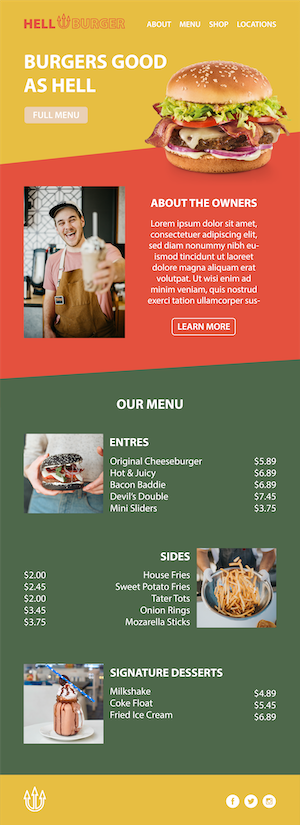 HELL BURGER
ABOUT MENU SHOP LOCATIONS
BURGERS GOOD
AS HELL
FULL MENU
ABOUT THE OWNERS
Lorem ipsum dolor sit amet,
consectetuer adipiscing elit,
sed diam nonummy nibh eu-
ismod tincidunt ut laoreet
dolore magna aliquam erat
volutpat. Ut wisi enim ad
minim veniam, quis nostrud
exerci tation ullamcorper sus-
LEARN MORE
OUR MENU
ENTRES
Original Cheeseburger $5.89
Hot & Juicy $6.89
Bacon Baddie $6.89
Devil's Double $7.45
Mini Sliders $3.75
SIDES
$2.00 House Fries
$2.45 Sweet Potato Fries
$2.00 Tater Tots
$3.45 Onion Rings
$3.75 Mozarella Sticks
SIGNATURE DESSERTS
Milkshake $4.89
Coke Float $5.45
Fried Ice Cream $6.89